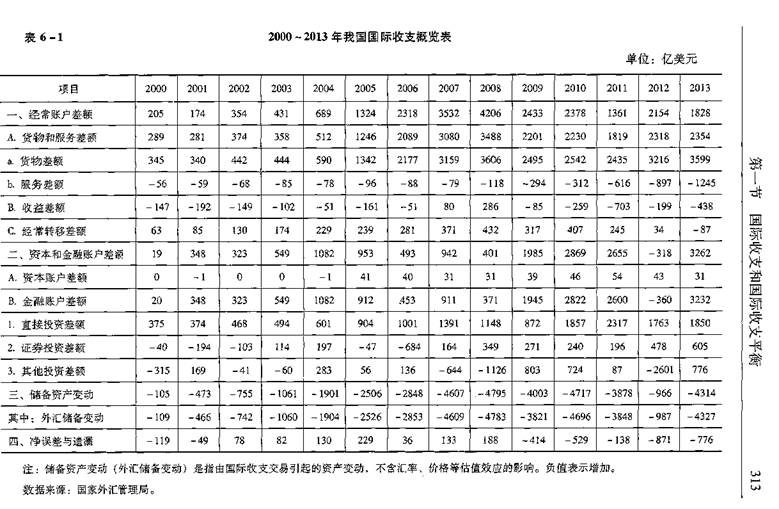 表 6-1
2000~2013 年我国国际收支概览表
单位：亿美元
项目 2000 2001 2002 2003 2004 2005 2006 2007 2008 2009 2010 2011 2012 2013
一、经常账户差额 205 174 354 431 689 1324 2318 3532 4206 2433 2378 1361 2154 1828
A. 货物和服务差额 289 281 374 358 512 1246 2089 3080 3488 2201 2230 1819 2318 2354
a. 货物差额 345 340 442 444 590 1342 2177 3159 3606 2495 2542 2435 3216 3599
b. 服务差额 -56 -59 -68 -85 -78 -96 -88 -79 -118 -294 -312 -616 -897 -1245
B. 收益差额 -147 -192 -149 -102 -51 -161 -51 80 286 -85 -259 -703 -199 -438
C. 经常转移差额 63 85 130 174 229 239 281 371 432 317 407 245 34 -87
二、资本和金融账户差额 19 348 323 549 1082 953 493 942 401 1985 2869 2655 -318 3262
A. 资本账户差额 0 -1 0 0 -1 41 40 31 31 39 46 54 43 31
B. 金融账户差额 20 348 323 549 1082 912 453 911 371 1945 2822 2600 -360 3232
1. 直接投资差额 375 374 468 494 601 904 1001 1391 1148 872 1857 2317 1763 1850
2. 证券投资差额 -40 -194 -103 114 197 -47 -684 164 349 271 240 196 478 605
3. 其他投资差额 -315 169 -41 -60 283 56 136 -644 -1126 803 724 87 -2601 776
三、储备资产变动 -105 -473 -755 -1061 -1901 -2506 -2848 -4607 -4795 -4003 -4717 -3878 -966 -4314
其中：外汇储备变动 -109 -466 -742 -1060 -1904 -2526 -2853 -4609 -4783 -3821 -4696 -3848 -987 -4327
四、净误差与遗漏 -119 -49 78 82 130 229 36 133 188 -414 -529 -138 -871 -776
注：储备资产变动（外汇储备变动）是指由国际收支交易引起的资产变动，不含汇率、价格等估值效应的影响。负值表示增加。
数据来源：国家外汇管理局。
第一节 国际收支和国际收支平衡
313